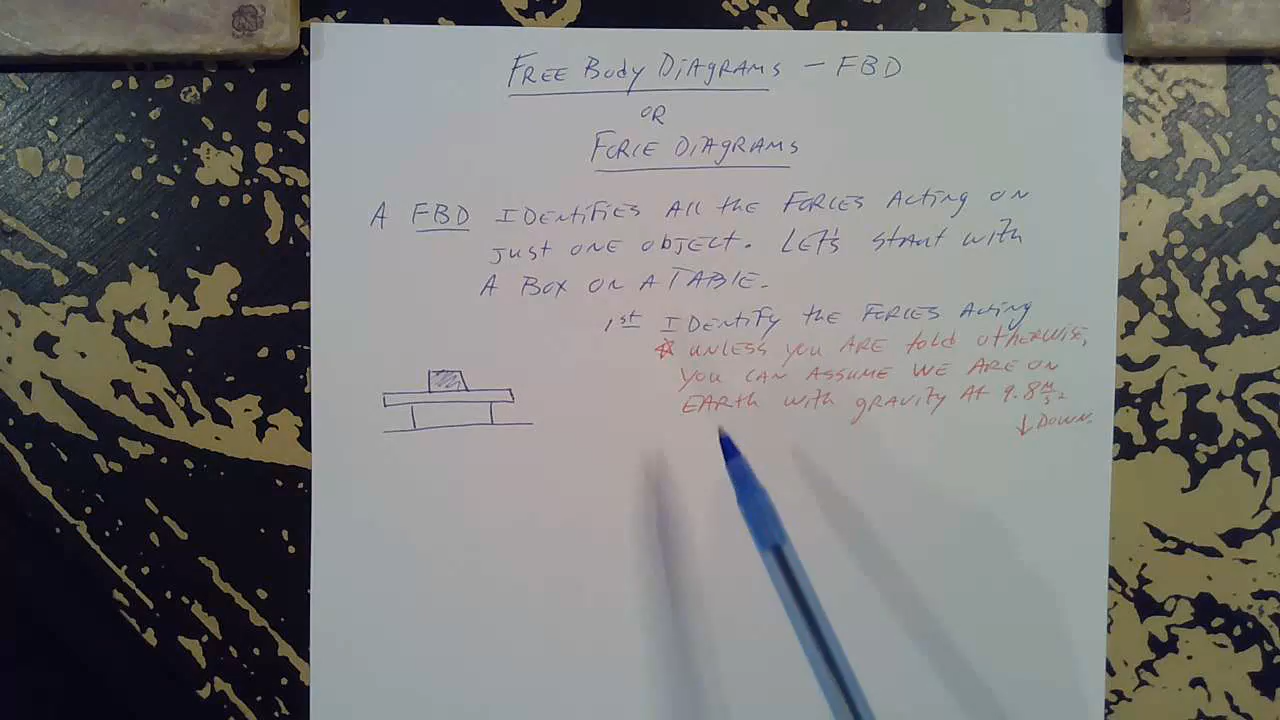 FREE BODY DIAGRAMS – FBD
OR
FORCE DIAGRAMS
A FBD IDENTIFIES All the FORCES Acting ON
just ONE object. Let's start with
A BOX ON A TABLE.
1st IDentify the FORCES Acting
* UNLESS YOU ARE told otherwise,
YOU CAN ASSUME WE ARE ON
EARth with gravity At 9.8 m/s²
↓ DOWN.